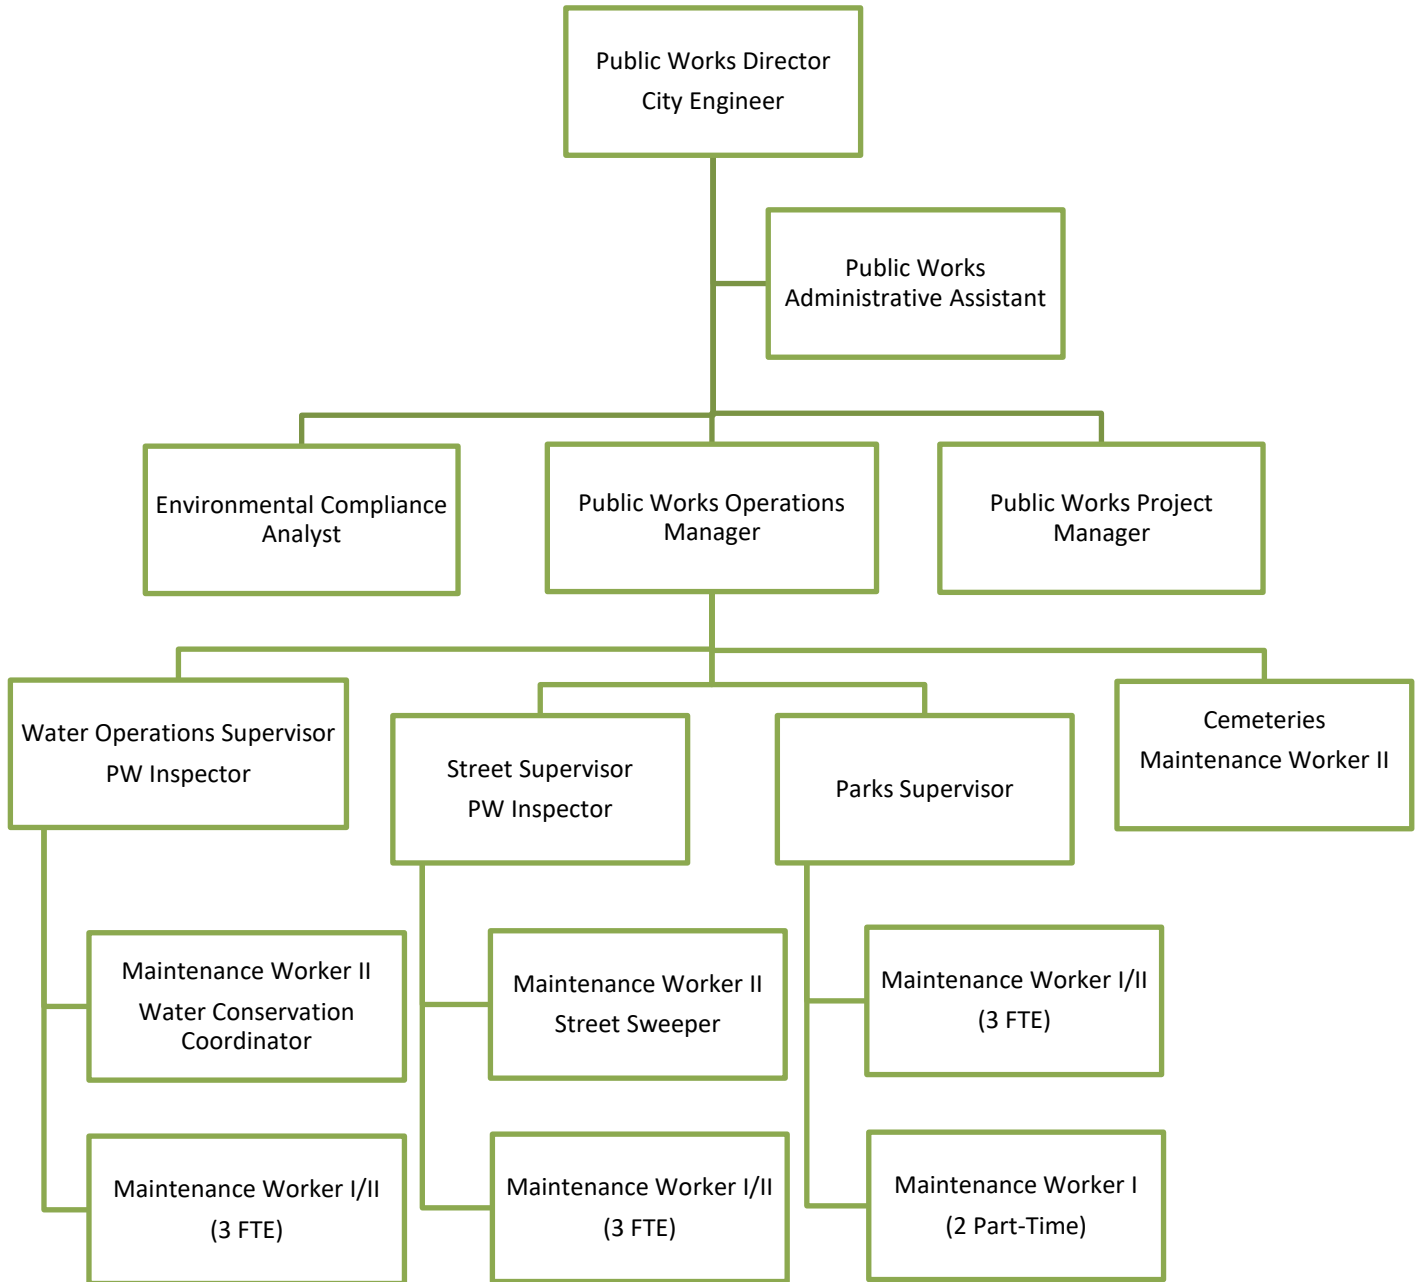 Public Works Director
City Engineer
Public Works
Administrative Assistant
Environmental Compliance
Analyst
Public Works Operations
Manager
Public Works Project
Manager
Water Operations Supervisor
PW Inspector
Street Supervisor
PW Inspector
Parks Supervisor
Cemeteries
Maintenance Worker II
Maintenance Worker II
Water Conservation
Coordinator
Maintenance Worker II
Street Sweeper
Maintenance Worker I/II
(3 FTE)
Maintenance Worker I/II
(3 FTE)
Maintenance Worker I/II
(3 FTE)
Maintenance Worker I
(2 Part-Time)